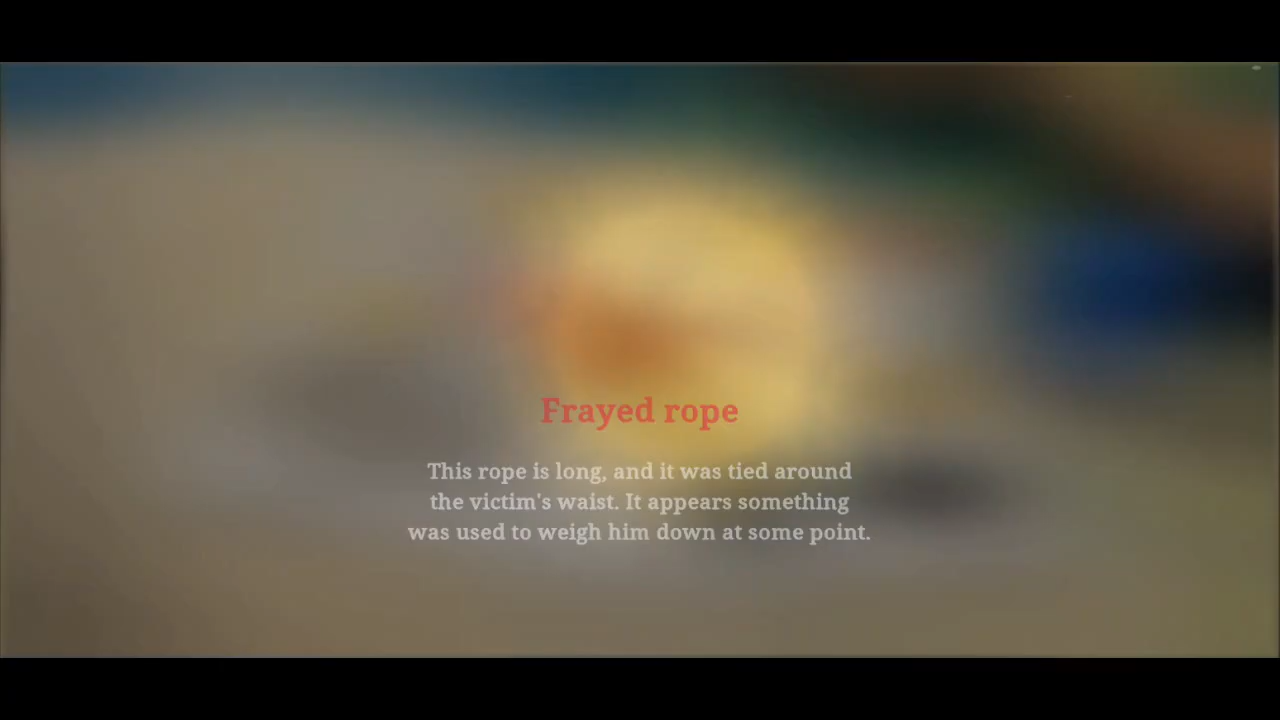 Frayed rope
This rope is long, and it was tied around
the victim's waist. It appears something
was used to weigh him down at some point.